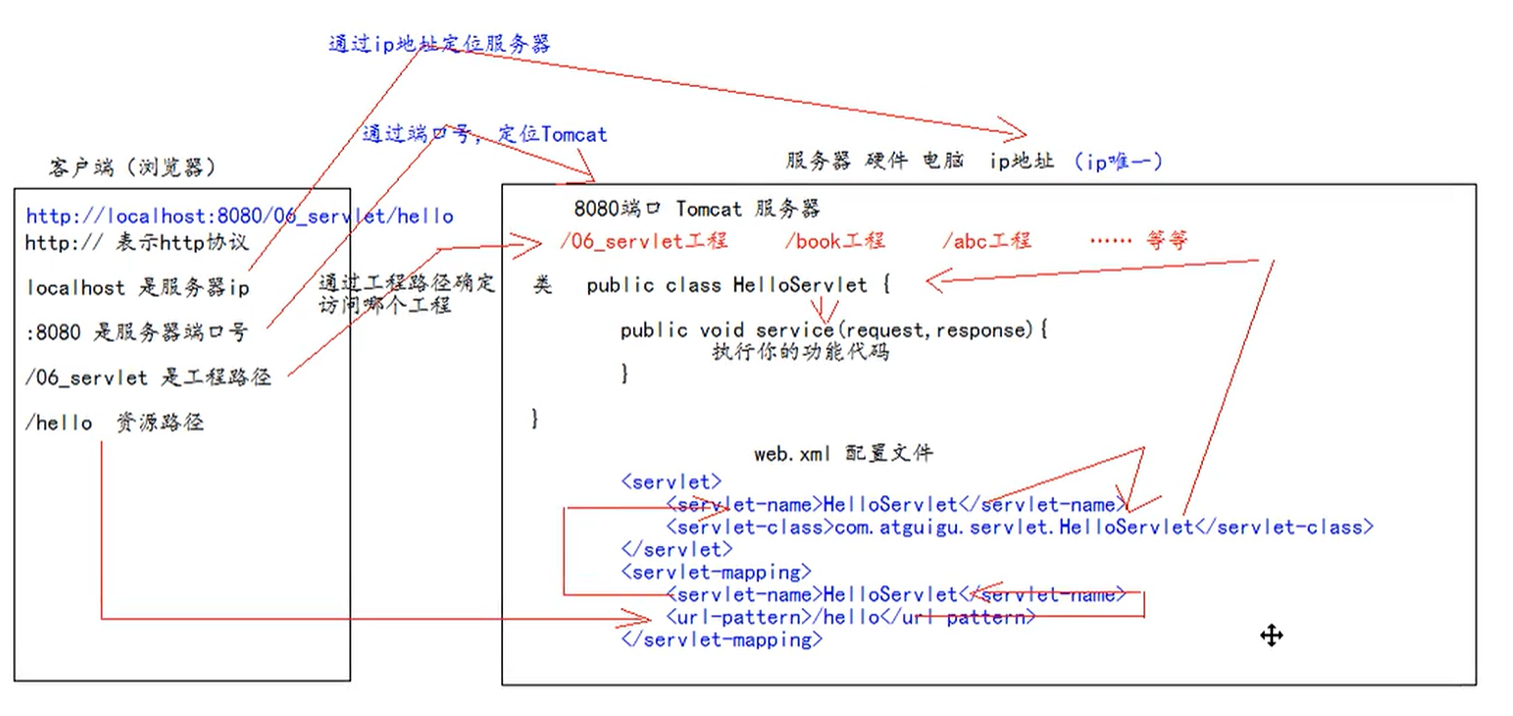 通过ip地址定位服务器
通过端口号，定位Tomcat
客户端（浏览器）
服务器 硬件 电脑 ip地址 （ip唯一）
http://localhost:8080/06_servlet/hello
http:// 表示http协议
localhost 是服务器ip
:8080 是服务器端口号
/06_servlet 是工程路径
/hello 资源路径
通过工程路径确定
访问哪个工程
8080端口 Tomcat 服务器
/06_servlet工程 /book工程 /abc工程 …… 等等
类 public class HelloServlet {
public void service(request,response){
执行你的功能代码
}
}
web.xml 配置文件
<servlet>
<servlet-name>HelloServlet</servlet-name>
<servlet-class>com.atguigu.servlet.HelloServlet</servlet-class>
</servlet>
<servlet-mapping>
<servlet-name>HelloServlet</servlet-name>
<url-pattern>/hello</url pattern>
</servlet-mapping>